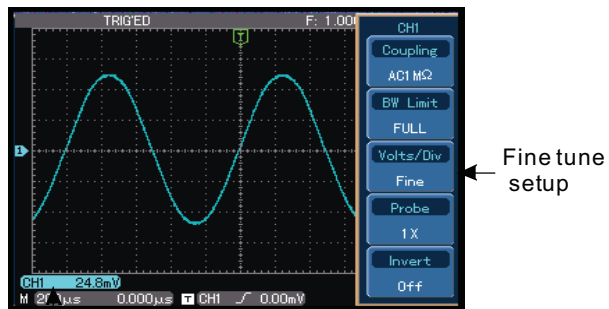 TRIG'ED F: 1.00
T
CH1
Coupling
AC1 MΩ
BW Limit
FULL
1
Volts/Div
Fine
Fine tune
setup
Probe
1X
Invert
Off
CH1 24.8mV
M μs 0.000μs T CH1 0.00mV